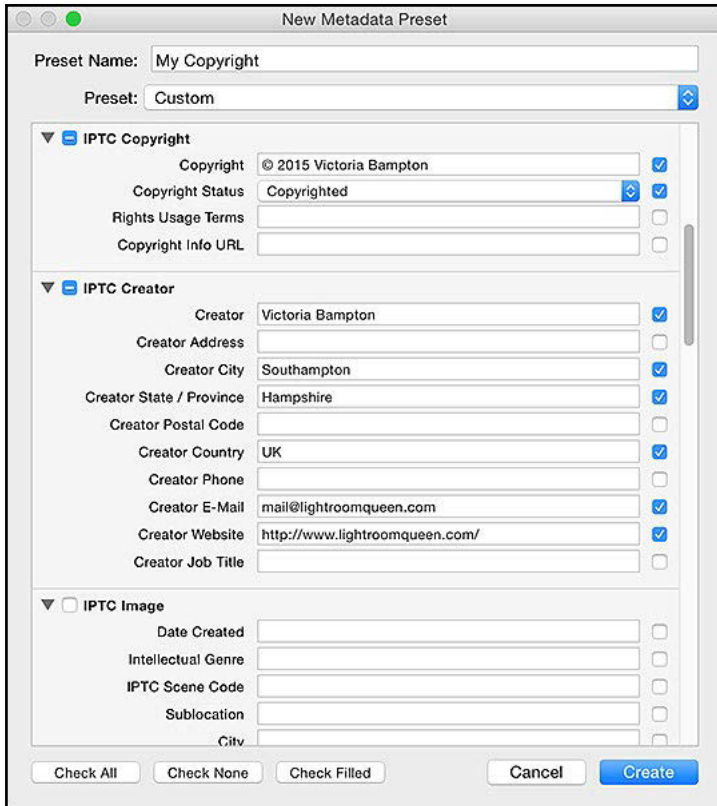 New Metadata Preset
Preset Name: My Copyright
Preset: Custom
IPTC Copyright
Copyright © 2015 Victoria Bampton
Copyright Status Copyrighted
Rights Usage Terms
Copyright Info URL
IPTC Creator
Creator Victoria Bampton
Creator Address
Creator City Southampton
Creator State / Province Hampshire
Creator Postal Code
Creator Country UK
Creator Phone
Creator E-Mail mail@lightroomqueen.com
Creator Website http://www.lightroomqueen.com/
Creator Job Title
IPTC Image
Date Created
Intellectual Genre
IPTC Scene Code
Sublocation
City
Check All Check None Check Filled Cancel Create